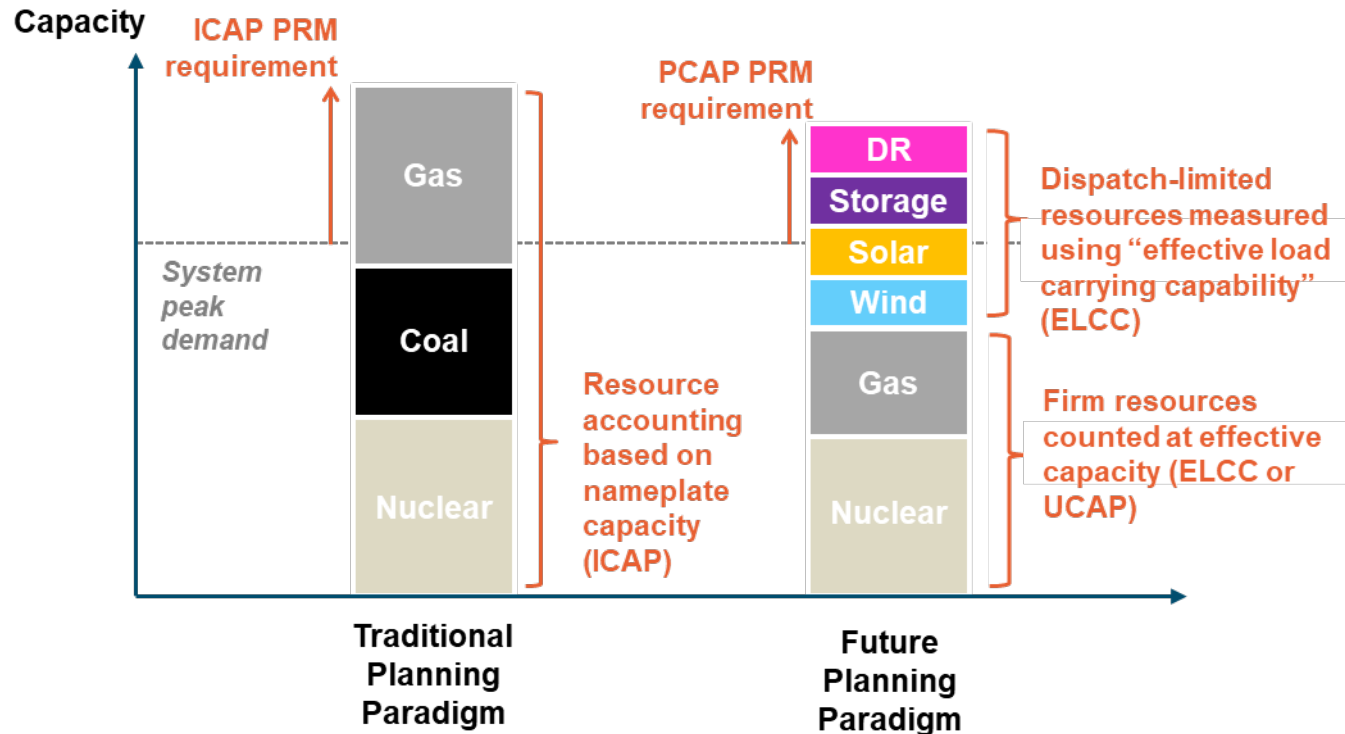 Capacity
ICAP PRM
requirement
PCAP PRM
requirement
Gas
Coal
Nuclear
System
peak
demand
Resource
accounting
based on
nameplate
capacity
(ICAP)
DR
Storage
Solar
Wind
Gas
Nuclear
Dispatch-limited
resources measured
using “effective load
carrying capability”
(ELCC)
Firm resources
counted at effective
capacity (ELCC or
UCAP)
Traditional
Planning
Paradigm
Future
Planning
Paradigm